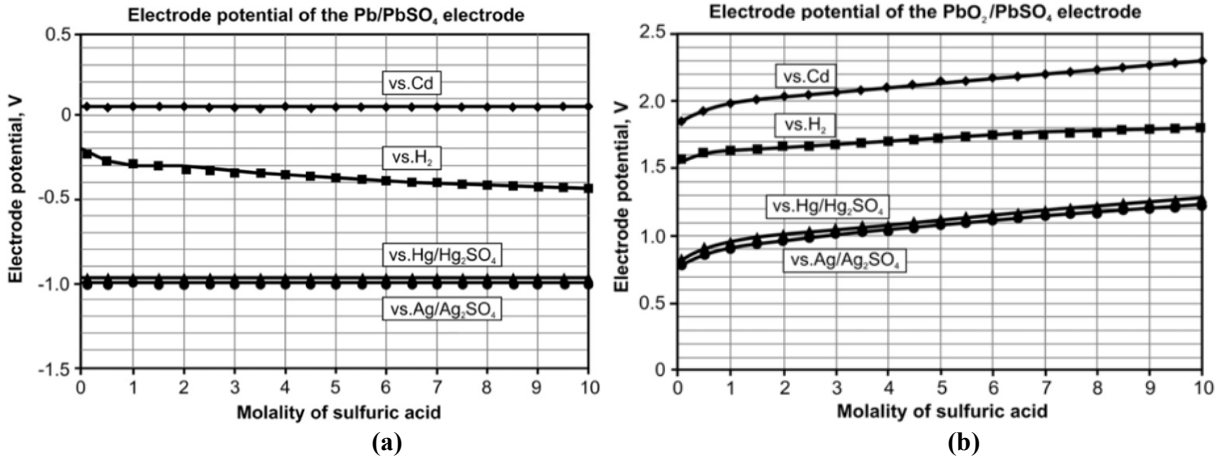 Electrode potential of the Pb/PbSO₄ electrode
Electrode potential, V
0.5
0
-0.5
-1.0
-1.5
vs.Cd
vs.H₂
vs.Hg/Hg₂SO₄
vs.Ag/Ag₂SO₄
0 1 2 3 4 5 6 7 8 9 10
Molality of sulfuric acid
(a)
Electrode potential of the PbO₂/PbSO₄ electrode
Electrode potential, V
2.5
2.0
1.5
1.0
0.5
0
vs.Cd
vs.H₂
vs.Hg/Hg₂SO₄
vs.Ag/Ag₂SO₄
0 1 2 3 4 5 6 7 8 9 10
Molality of sulfuric acid
(b)